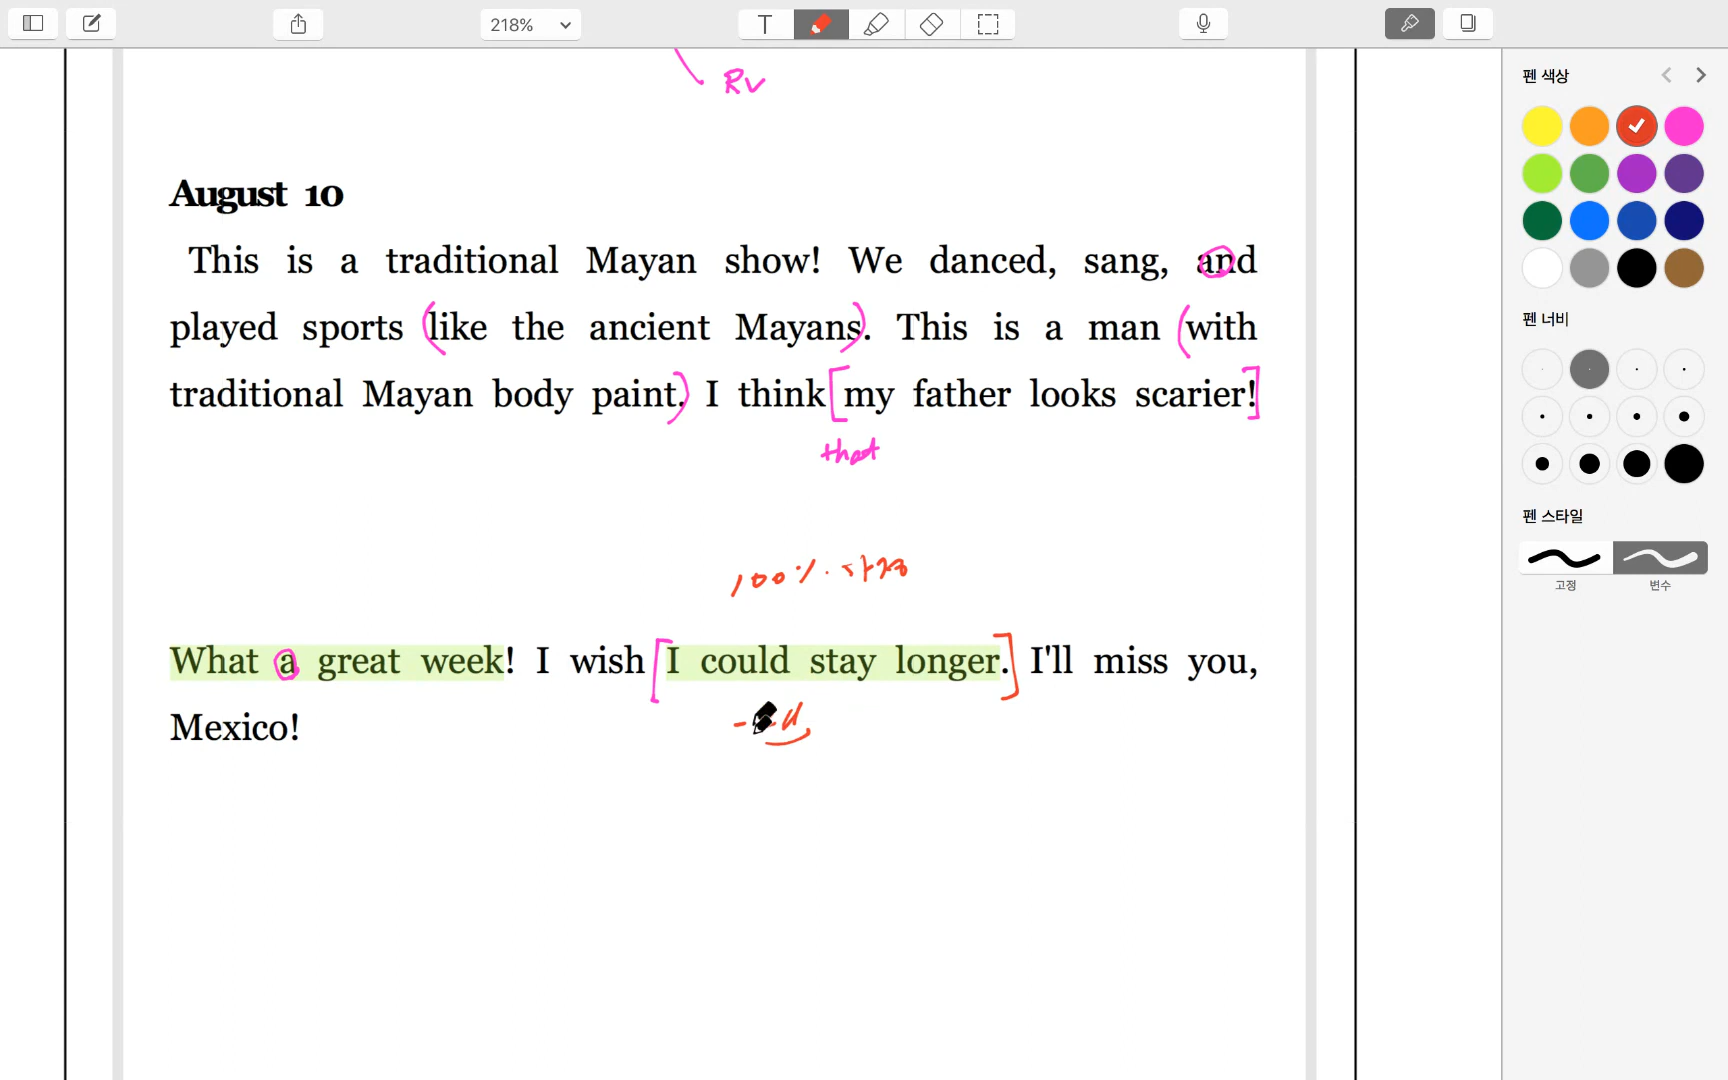 218%
T
RV
펜 색상
August 10
This is a traditional Mayan show! We danced, sang, and
played sports (like the ancient Mayans). This is a man (with
traditional Mayan body paint.) I think [my father looks scarier!]
that
펜 너비
펜 스타일
고정
변수
100%
What a great week! I wish [I could stay longer.] I'll miss you,
Mexico!